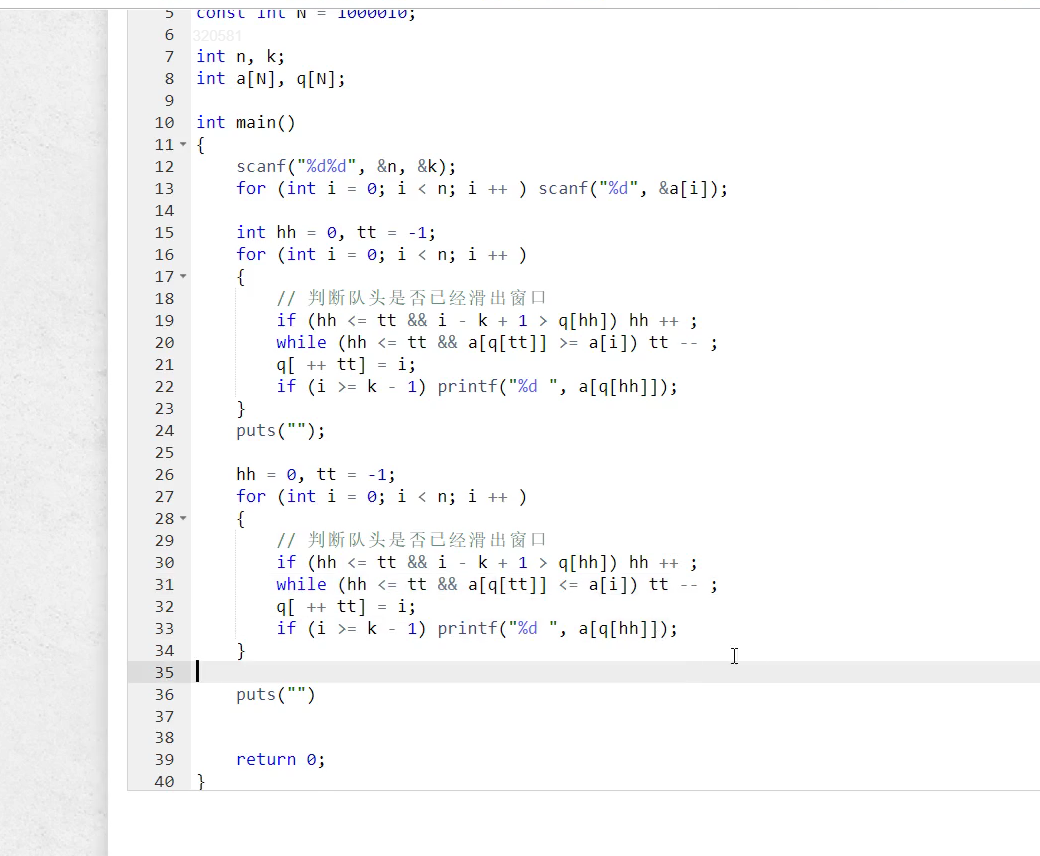 5 const int N = 1000010;
6
320581
7 int n, k;
8 int a[N], q[N];
9
10 int main()
11 {
12 scanf("%d%d", &n, &k);
13 for (int i = 0; i < n; i ++ ) scanf("%d", &a[i]);
14
15 int hh = 0, tt = -1;
16 for (int i = 0; i < n; i ++ )
17 {
18 // 判断队头是否已经滑出窗口
19 if (hh <= tt && i - k + 1 > q[hh]) hh ++ ;
20 while (hh <= tt && a[q[tt]] >= a[i]) tt -- ;
21 q[ ++ tt] = i;
22 if (i >= k - 1) printf("%d ", a[q[hh]]);
23 }
24 puts("");
25
26 hh = 0, tt = -1;
27 for (int i = 0; i < n; i ++ )
28 {
29 // 判断队头是否已经滑出窗口
30 if (hh <= tt && i - k + 1 > q[hh]) hh ++ ;
31 while (hh <= tt && a[q[tt]] <= a[i]) tt -- ;
32 q[ ++ tt] = i;
33 if (i >= k - 1) printf("%d ", a[q[hh]]);
34 }
35
36 puts("")
37
38
39 return 0;
40 }